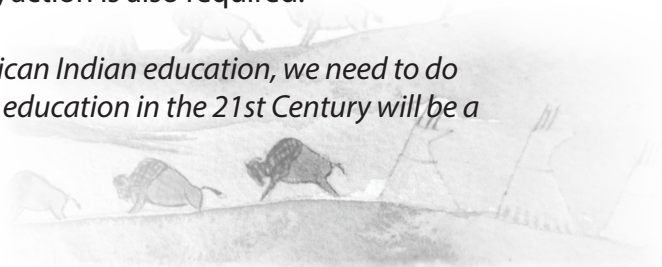 action is also required.
ican Indian education, we need to do
education in the 21st Century will be a